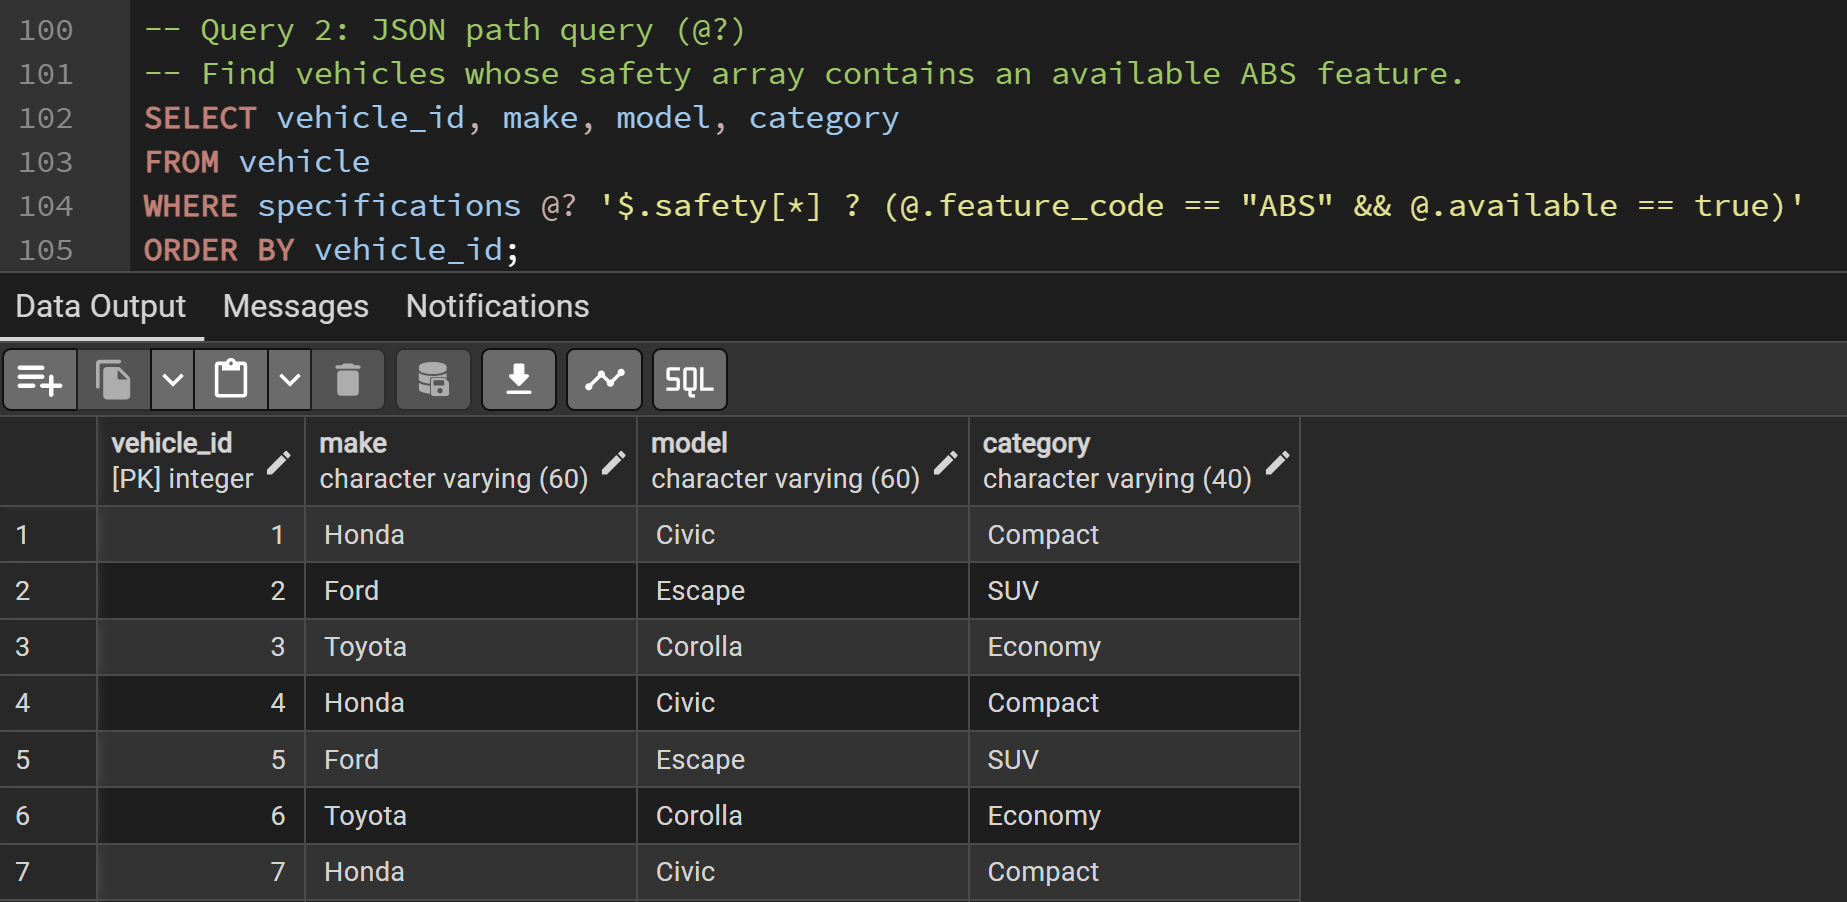 100 -- Query 2: JSON path query (@?)
101 -- Find vehicles whose safety array contains an available ABS feature.
102 SELECT vehicle_id, make, model, category
103 FROM vehicle
104 WHERE specifications @? '$.safety[*] ? (@.feature_code == "ABS" && @.available == true)'
105 ORDER BY vehicle_id;
Data Output Messages Notifications
SQL
vehicle_id make model category
[PK] integer character varying (60) character varying (60) character varying (40)
1 1 Honda Civic Compact
2 2 Ford Escape SUV
3 3 Toyota Corolla Economy
4 4 Honda Civic Compact
5 5 Ford Escape SUV
6 6 Toyota Corolla Economy
7 7 Honda Civic Compact